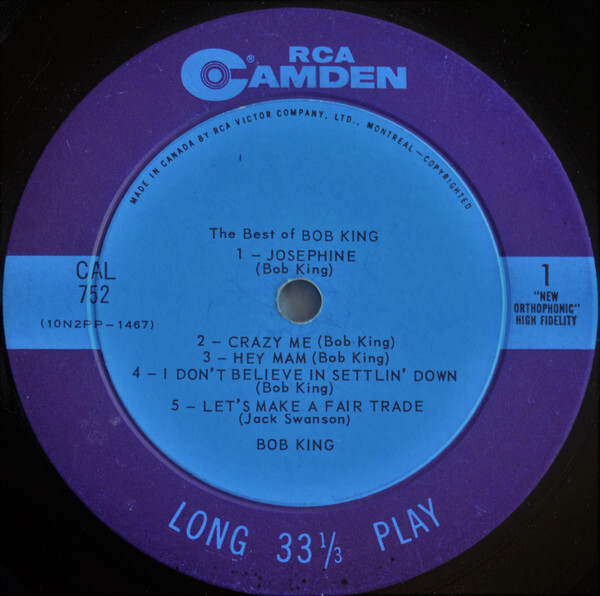 RCA
CAMDEN®
MADE IN CANADA BY RCA VICTOR COMPANY, LTD., MONTREAL—COPYRIGHTED
The Best of BOB KING
1 – JOSEPHINE
(Bob King)
CAL
752
(10N2PP–1467)
1
"NEW
ORTHOPHONIC"
HIGH FIDELITY
2 – CRAZY ME (Bob King)
3 – HEY MAM (Bob King)
4 – I DON'T BELIEVE IN SETTLIN' DOWN
(Bob King)
5 – LET'S MAKE A FAIR TRADE
(Jack Swanson)
BOB KING
LONG 33⅓ PLAY